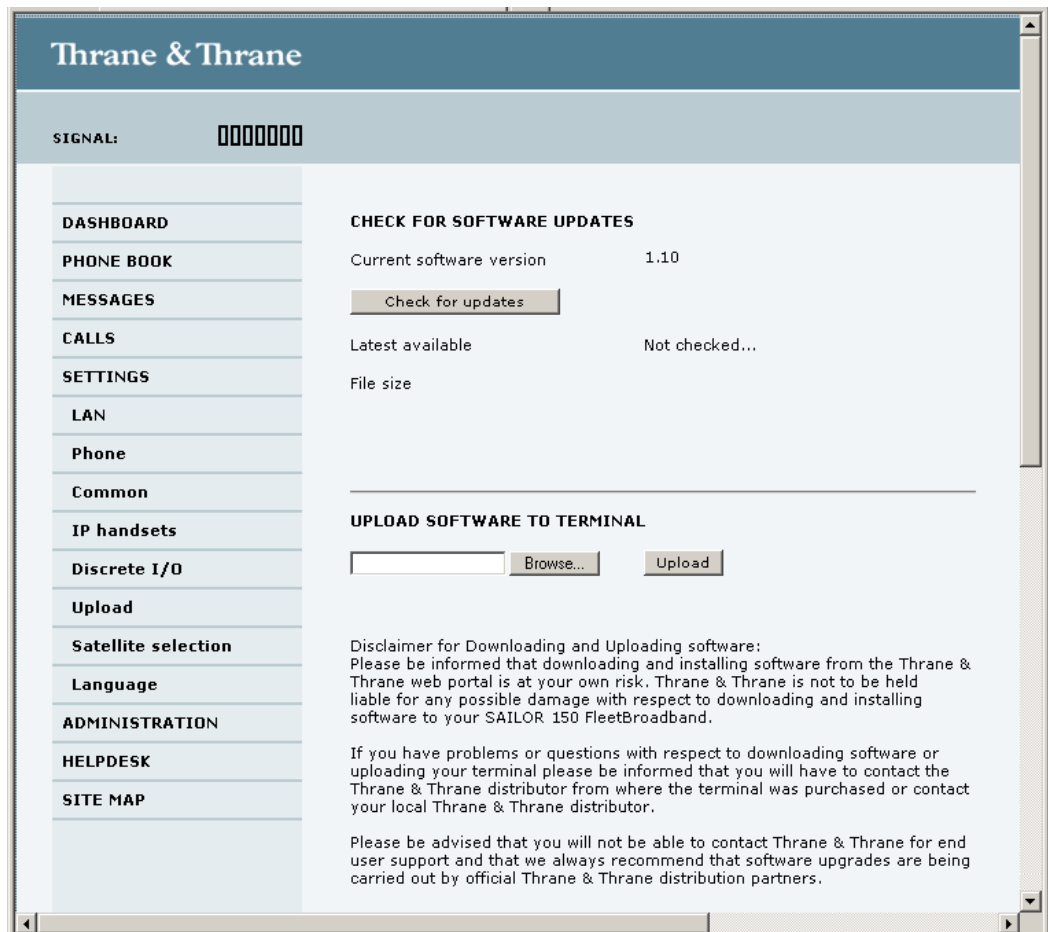 Thrane & Thrane
SIGNAL:
DASHBOARD
PHONE BOOK
MESSAGES
CALLS
SETTINGS
LAN
Phone
Common
IP handsets
Discrete I/O
Upload
Satellite selection
Language
ADMINISTRATION
HELPDESK
SITE MAP
CHECK FOR SOFTWARE UPDATES
Current software version 1.10
Check for updates
Latest available Not checked...
File size
UPLOAD SOFTWARE TO TERMINAL
Browse... Upload
Disclaimer for Downloading and Uploading software:
Please be informed that downloading and installing software from the Thrane &
Thrane web portal is at your own risk. Thrane & Thrane is not to be held
liable for any possible damage with respect to downloading and installing
software to your SAILOR 150 FleetBroadband.
If you have problems or questions with respect to downloading software or
uploading your terminal please be informed that you will have to contact the
Thrane & Thrane distributor from where the terminal was purchased or contact
your local Thrane & Thrane distributor.
Please be advised that you will not be able to contact Thrane & Thrane for end
user support and that we always recommend that software upgrades are being
carried out by official Thrane & Thrane distribution partners.